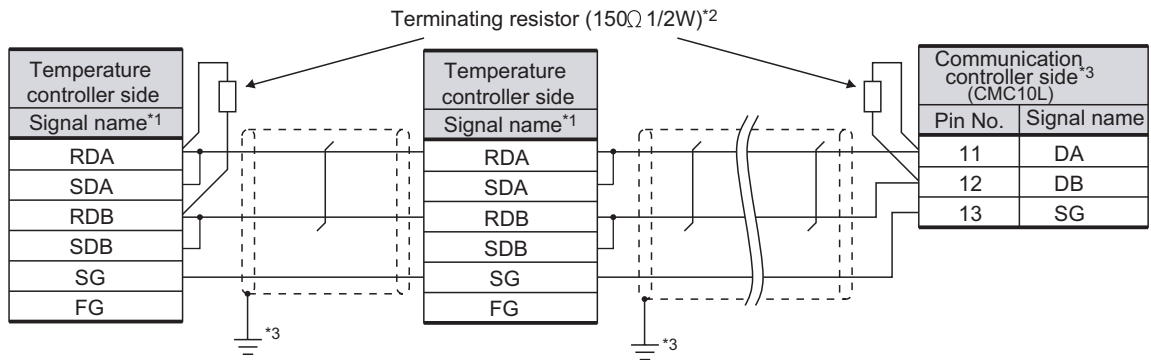 Terminating resistor (150Ω 1/2W)*2
Temperature
controller side
Signal name*1
RDA
SDA
RDB
SDB
SG
FG
*3
Temperature
controller side
Signal name*1
RDA
SDA
RDB
SDB
SG
FG
*3
Communication
controller side*3
(CMC10L)
Pin No. Signal name
11 DA
12 DB
13 SG